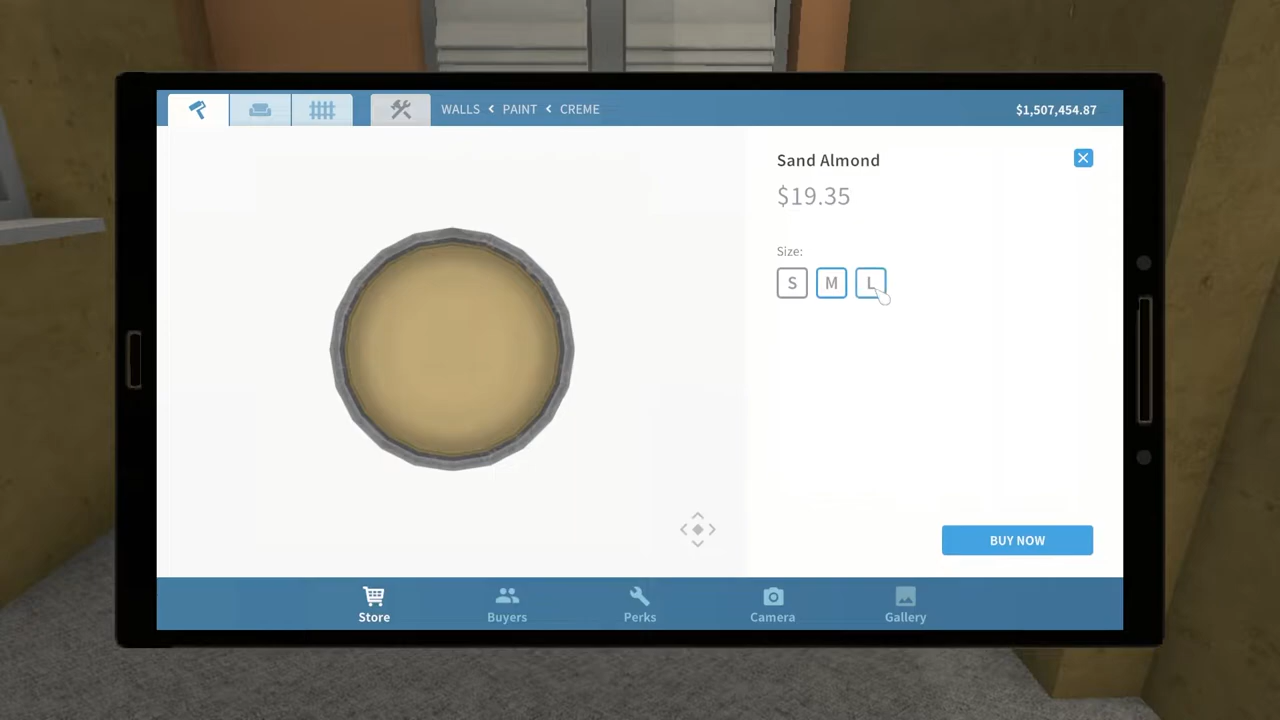 WALLS < PAINT < CREME
$1,507,454.87
Sand Almond
$19.35
Size:
S M L
BUY NOW
Store Buyers Perks Camera Gallery